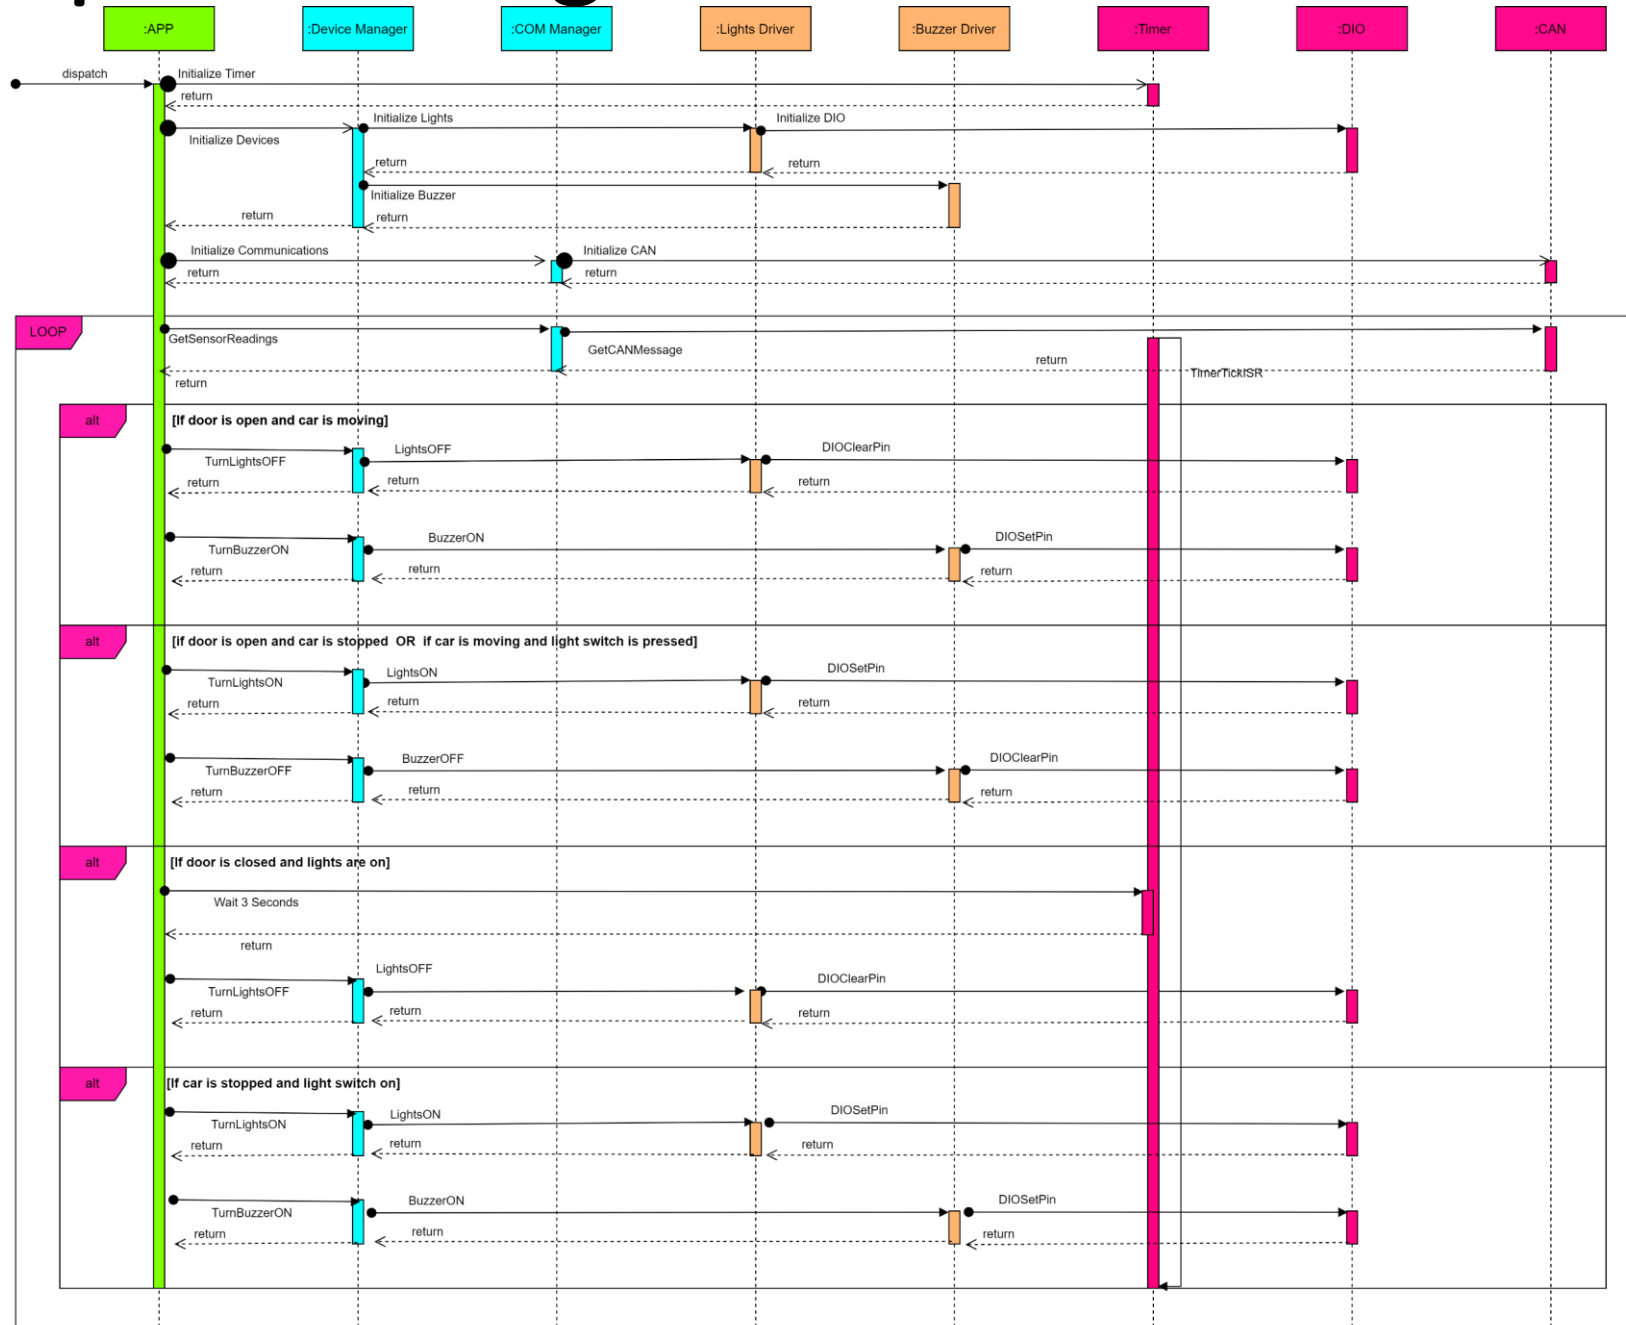 :APP
:Device Manager
:COM Manager
:Lights Driver
:Buzzer Driver
:Timer
:DIO
:CAN
dispatch
Initialize Timer
return
Initialize Devices
Initialize Lights
Initialize DIO
return
return
Initialize Buzzer
return
return
Initialize Communications
Initialize CAN
return
return
LOOP
GetSensorReadings
GetCANMessage
return
return
TimerTickISR
alt
[If door is open and car is moving]
TurnLightsOFF
LightsOFF
DIOClearPin
return
return
return
TurnBuzzerON
BuzzerON
DIOSetPin
return
return
return
alt
[if door is open and car is stopped OR if car is moving and light switch is pressed]
TurnLightsON
LightsON
DIOSetPin
return
return
return
TurnBuzzerOFF
BuzzerOFF
DIOClearPin
return
return
return
alt
[If door is closed and lights are on]
Wait 3 Seconds
return
TurnLightsOFF
LightsOFF
DIOClearPin
return
return
return
alt
[If car is stopped and light switch on]
TurnLightsON
LightsON
DIOSetPin
return
return
return
TurnBuzzerON
BuzzerON
DIOSetPin
return
return
return